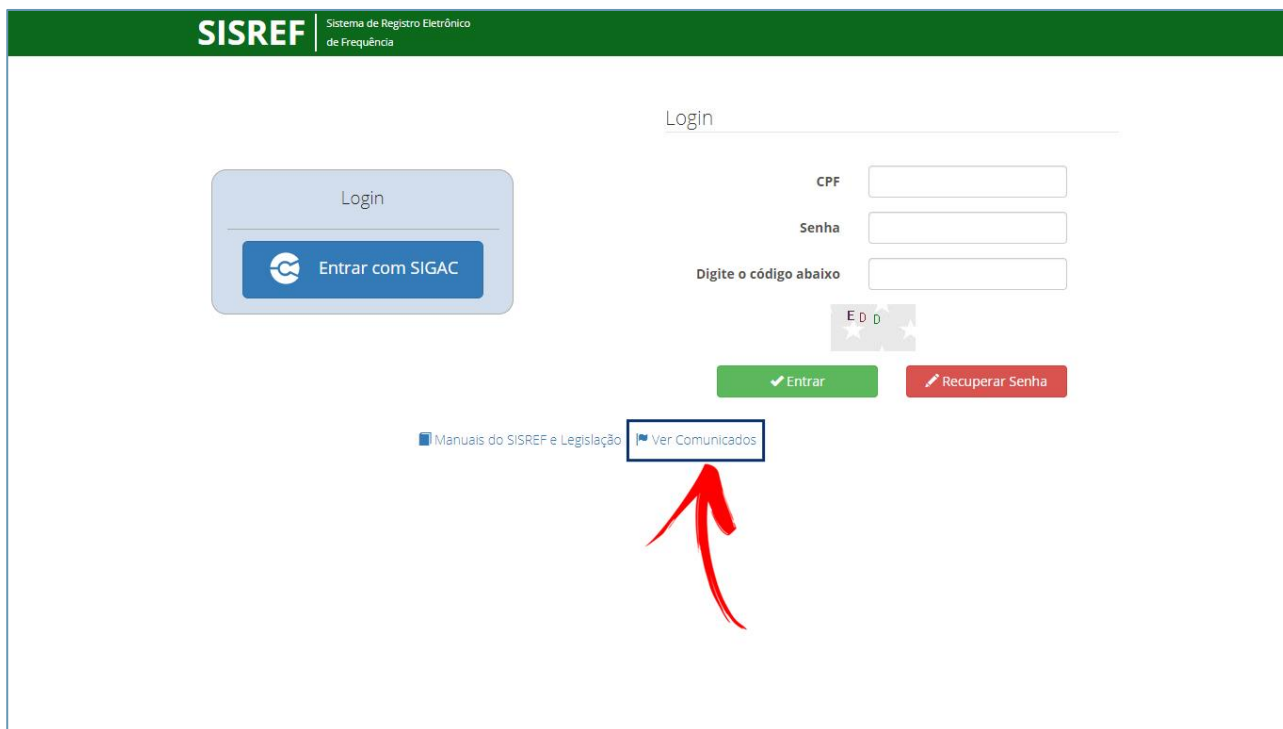 SISREF
Sistema de Registro Eletrônico
de Frequência
Login
Entrar com SIGAC
Login
CPF
Senha
Digite o código abaixo
E D D
Entrar
Recuperar Senha
Manuais do SISREF e Legislação
Ver Comunicados